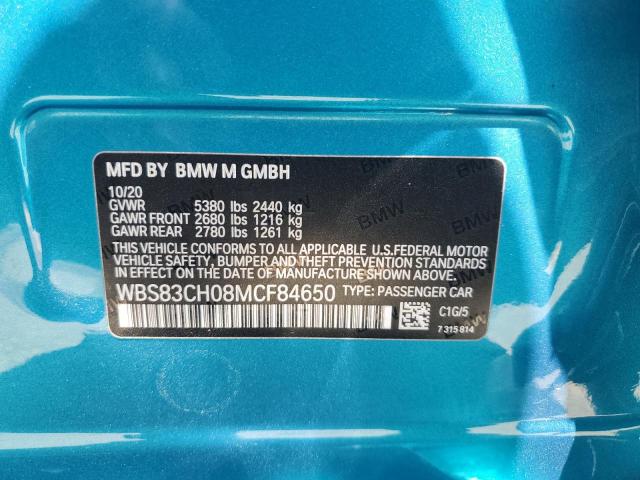 MFD BY BMW M GMBH
10/20
GVWR 5380 lbs 2440 kg
GAWR FRONT 2680 lbs 1216 kg
GAWR REAR 2780 lbs 1261 kg
THIS VEHICLE CONFORMS TO ALL APPLICABLE U.S.FEDERAL MOTOR
VEHICLE SAFETY, BUMPER AND THEFT PREVENTION
STANDARDS IN EFFECT ON THE DATE OF MANUFACTURE SHOWN ABOVE.
WBS83CH08MCF84650 TYPE: PASSENGER CAR
C1G/5
7 315 814